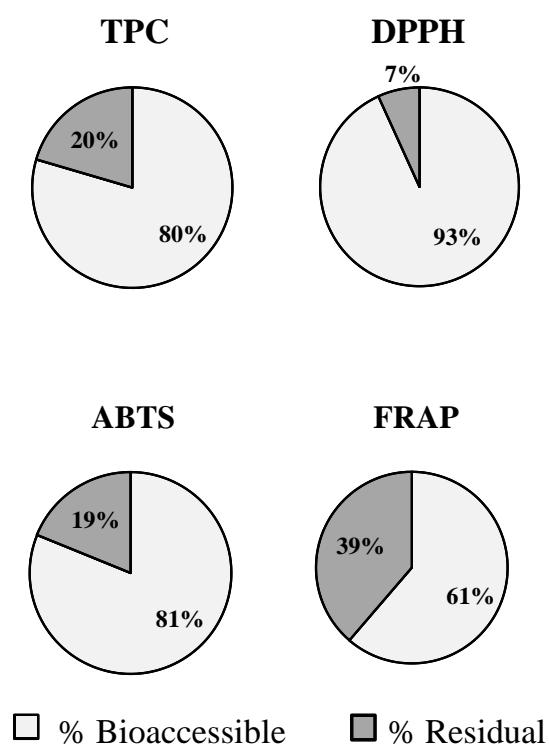 TPC DPPH
7%
20%
80%
93%
ABTS FRAP
19%
39%
61%
81%
% Bioaccessible % Residual